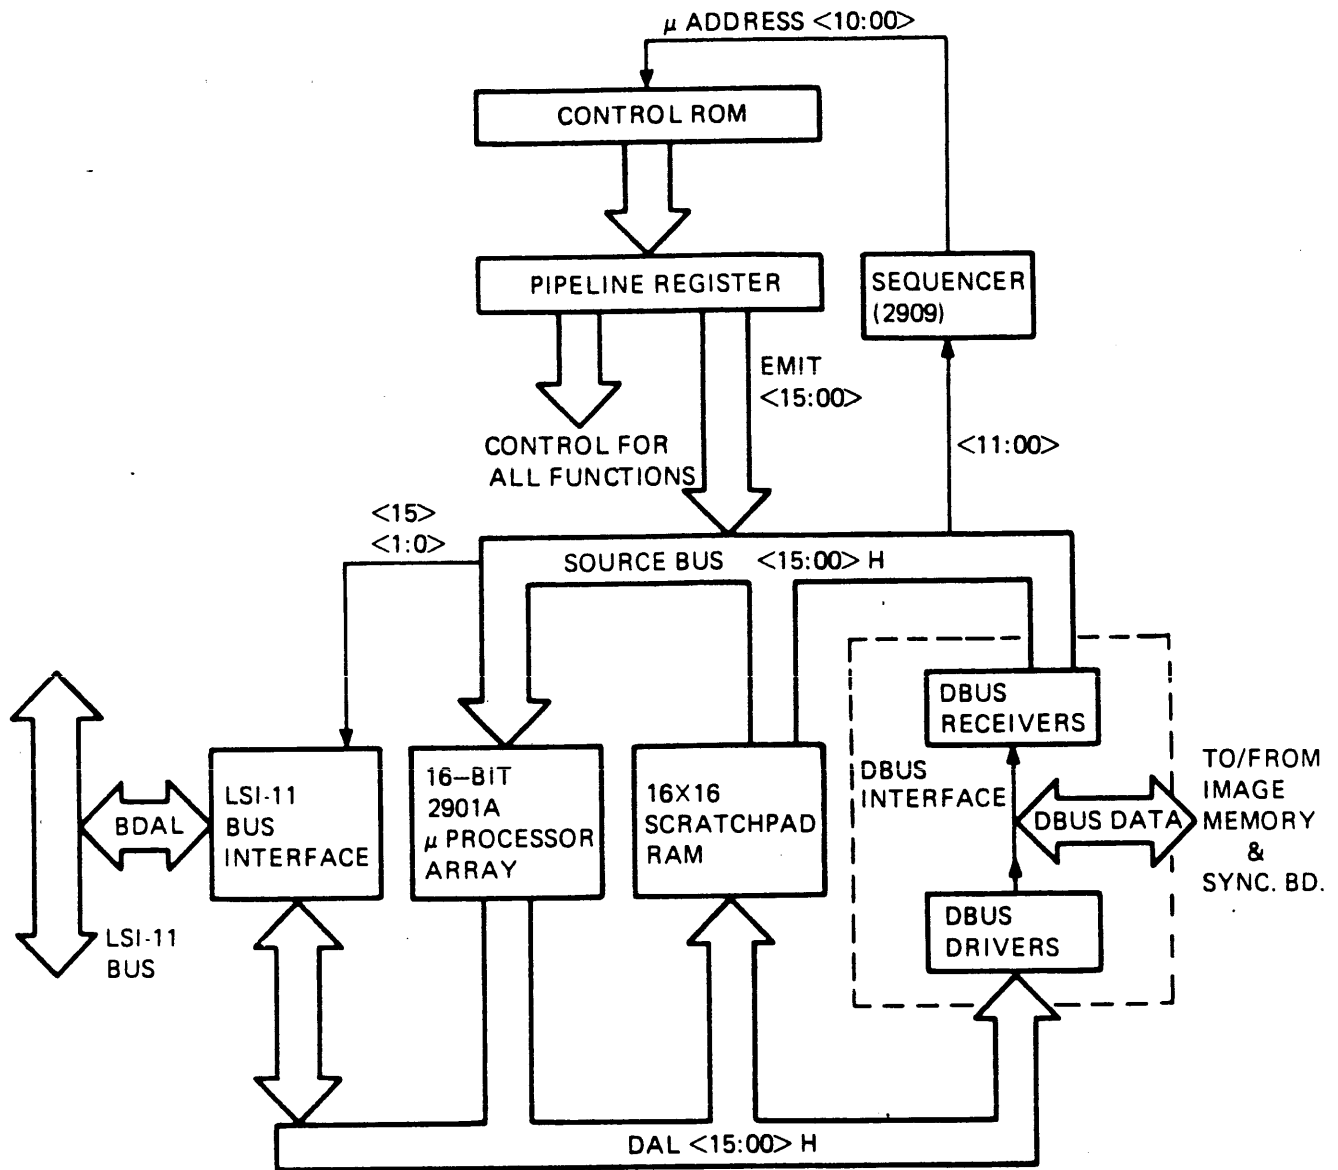 μ ADDRESS <10:00>
CONTROL ROM
PIPELINE REGISTER
SEQUENCER
(2909)
EMIT
<15:00>
CONTROL FOR
ALL FUNCTIONS
<11:00>
<15>
<1:0>
SOURCE BUS <15:00> H
DBUS
RECEIVERS
LSI-11
BUS
INTERFACE
16-BIT
2901A
μ PROCESSOR
ARRAY
16X16
SCRATCHPAD
RAM
DBUS
INTERFACE
TO/FROM
IMAGE
MEMORY
&
SYNC. BD.
BDAL
DBUS DATA
DBUS
DRIVERS
LSI-11
BUS
DAL <15:00> H